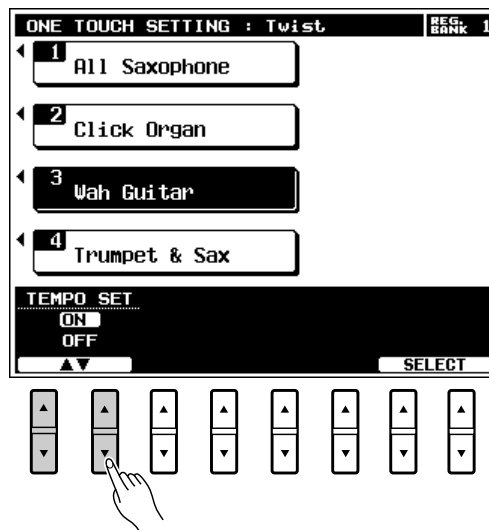 ONE TOUCH SETTING : Twist REG. BANK 1
1 All Saxophone
2 Click Organ
3 Wah Guitar
4 Trumpet & Sax
TEMPO SET
ON
OFF
SELECT